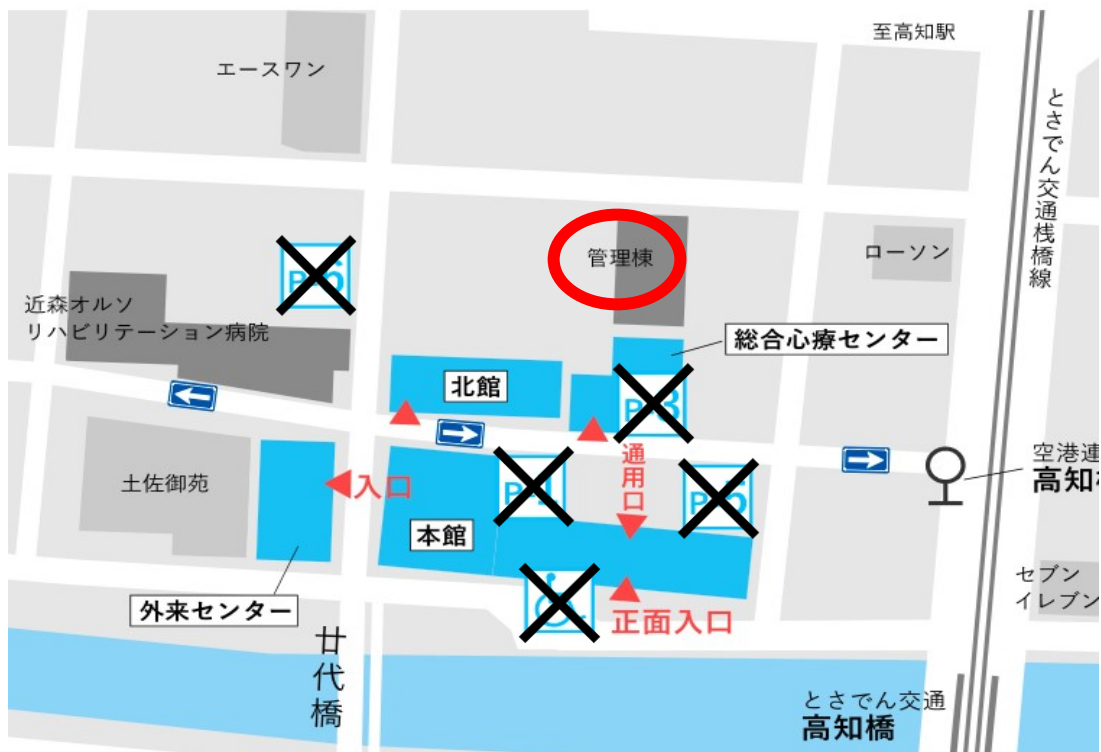 至高知駅
エースワン
とさでん交通桟橋線
管理棟
ローソン
近森オルソ
リハビリテーション病院
総合心療センター
北館
通用口
空港連
高知
土佐御苑
入口
本館
セブン
イレブン
外来センター
正面入口
廿代橋
とさでん交通
高知橋